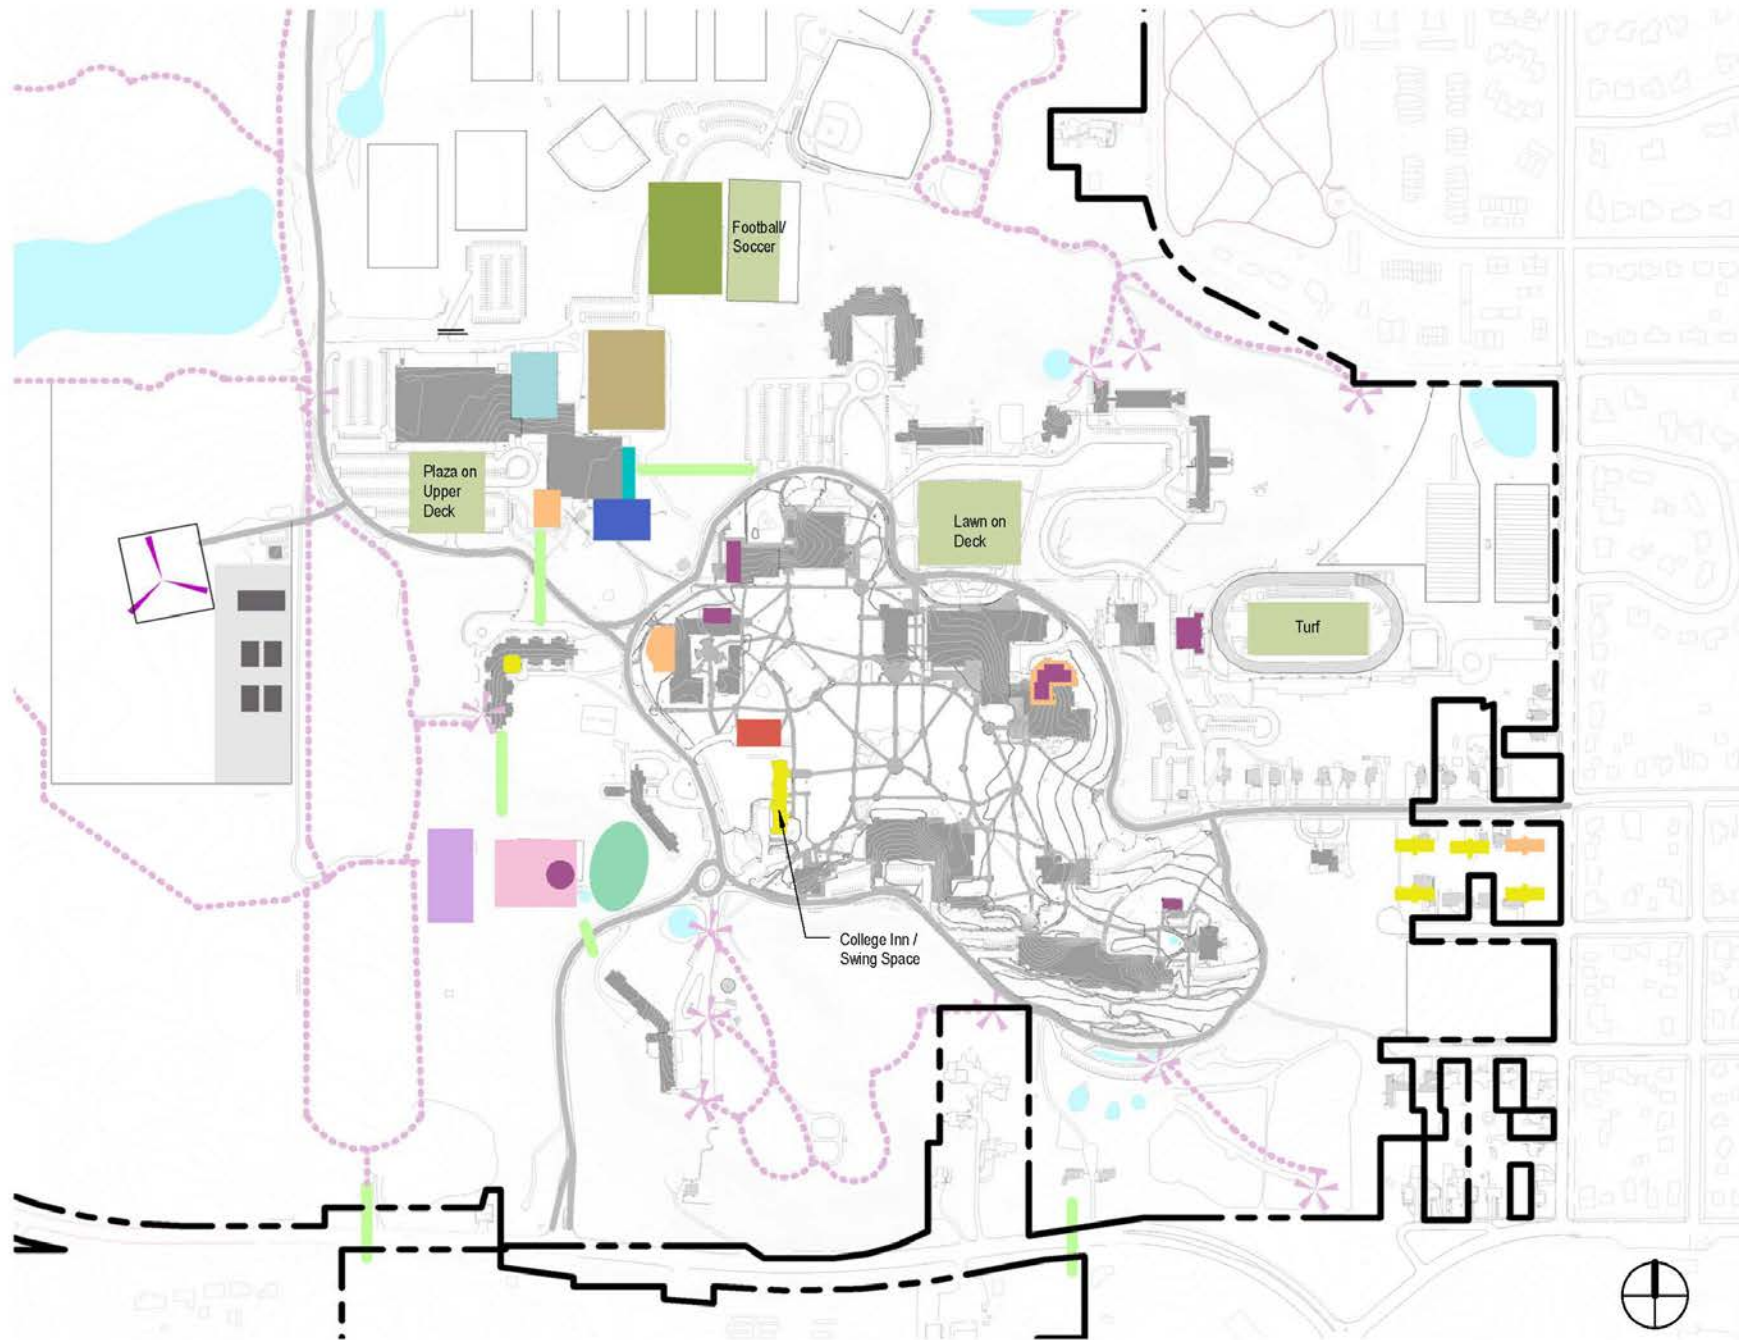 Football/
Soccer
Plaza on
Upper
Deck
Lawn on
Deck
Turf
College Inn /
Swing Space